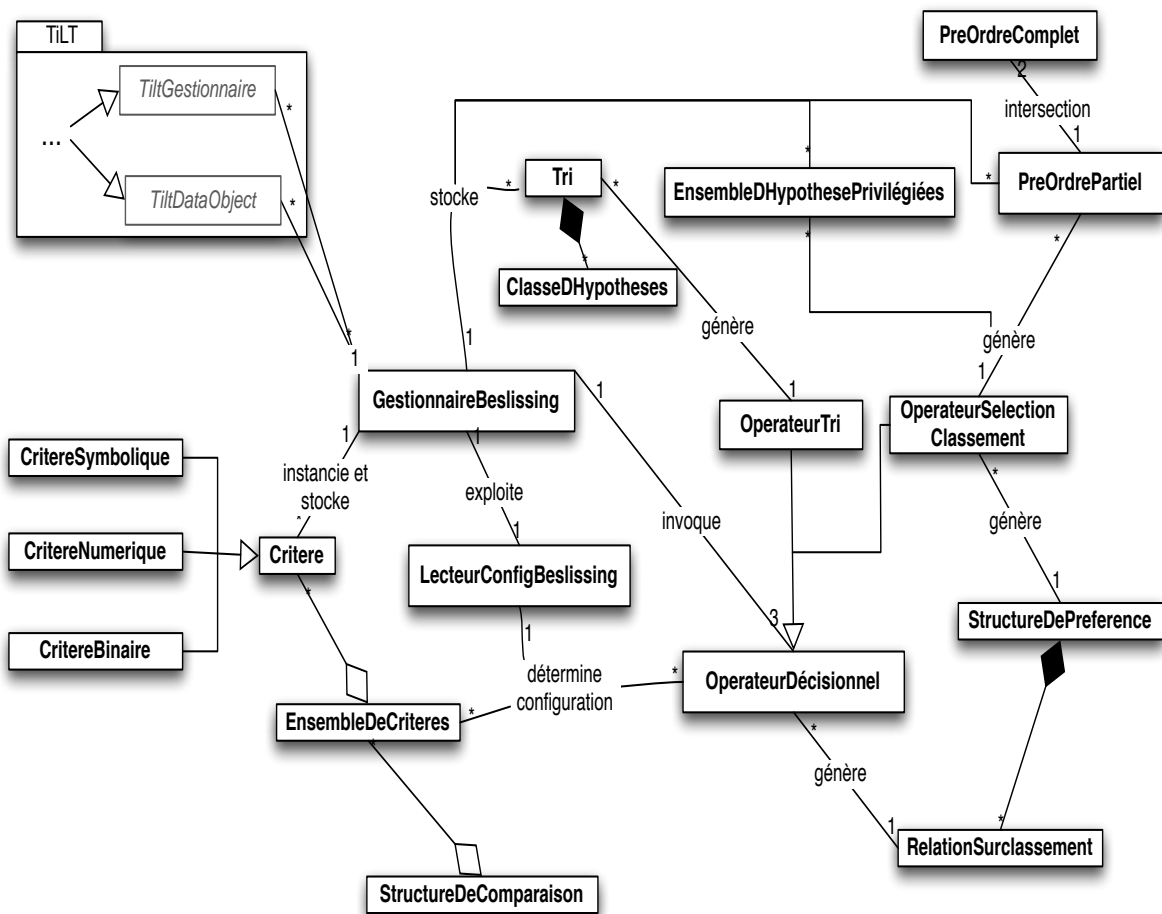 TiLT
PreOrdreComplet
2
TiltGestionnaire
*
intersection
...
1
*
stocke
*
Tri
*
EnsembleDHypothesePrivilégiées
*
PreOrdrePartiel
TiltDataObject
*
*
*
*
ClasseDHypotheses
génère
génère
*
1
1
1
1
1
GestionnaireBeslissing
1
OperateurTri
OperateurSelection
Classement
1
1
CritereSymbolique
instancie et
stocke
exploite
*
invoque
génère
*
1
CritereNumerique
Critere
LecteurConfigBeslissing
*
1
1
3
StructureDePreference
CritereBinaire
détermine
configuration
*
OperateurDécisionnel
EnsembleDeCriteres
*
*
*
génère
1
*
RelationSurclassement
StructureDeComparaison